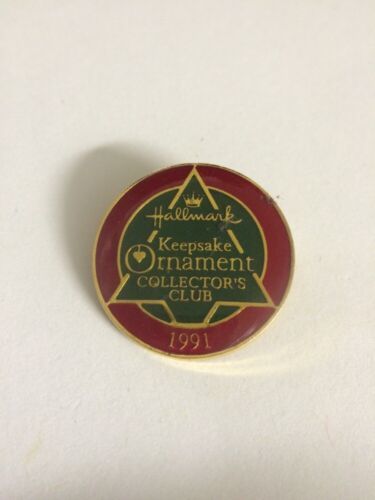 Hallmark
Keepsake
Ornament
COLLECTOR'S
CLUB
1991